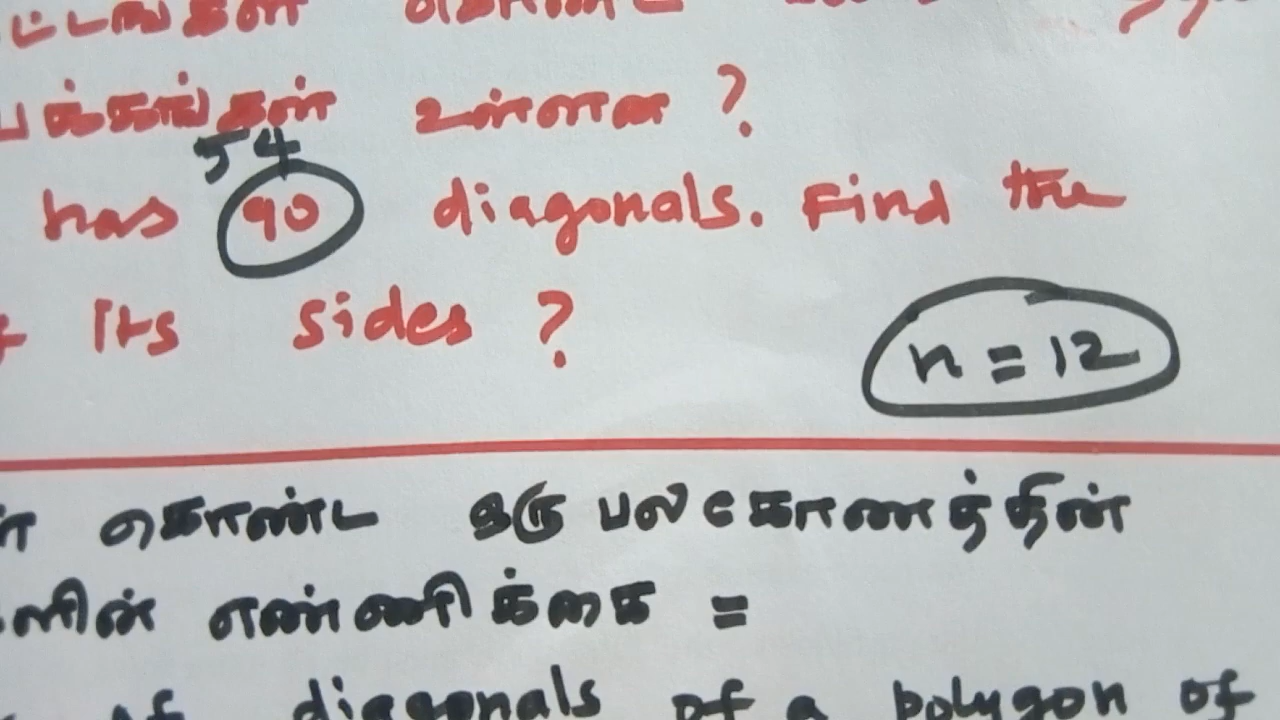 பக்கங்கள் உள்ளன ?
54
has 90 diagonals. Find the
its sides ?
n = 12
கொண்ட ஒரு பலகோணத்தின்
ளின் எண்ணிக்கை =
of diagonals of a polygon of